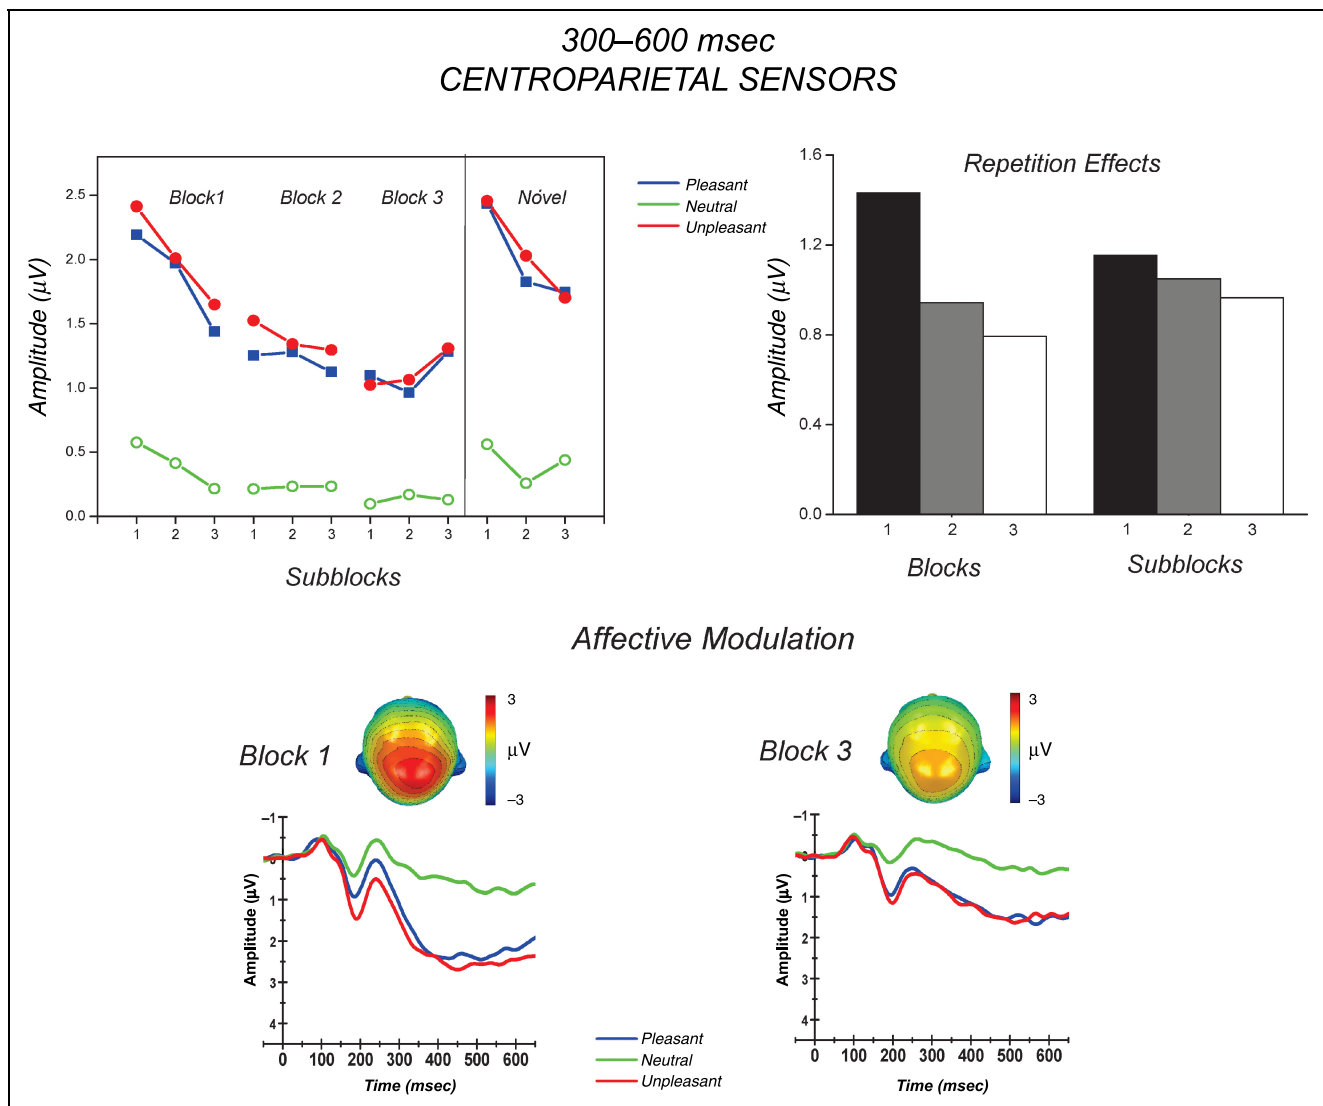 300–600 msec
CENTROPARIETAL SENSORS
Block1
Block 2
Block 3
Novel
Amplitude (µV)
2.5
2.0
1.5
1.0
0.5
0.0
1 2 3 1 2 3 1 2 3 1 2 3
Subblocks
Pleasant
Neutral
Unpleasant
Repetition Effects
Amplitude (µV)
1.6
1.2
0.8
0.4
0.0
1 2 3 1 2 3
Blocks
Subblocks
Affective Modulation
Block 1
3
µV
–3
Block 3
3
µV
–3
Amplitude (µV)
–1
0
1
2
3
4
0 100 200 300 400 500 600
Time (msec)
Pleasant
Neutral
Unpleasant
Amplitude (µV)
–1
0
1
2
3
4
0 100 200 300 400 500 600
Time (msec)